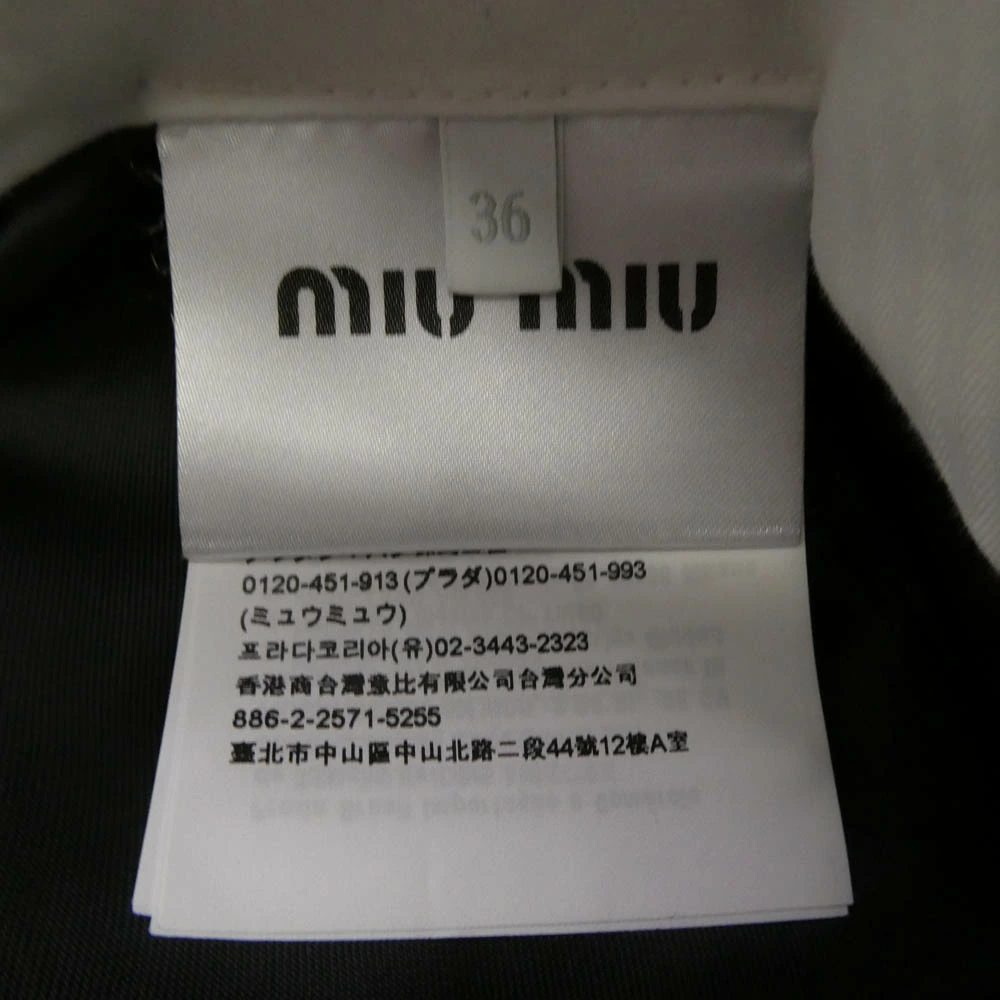 36
miu miu
0120-451-913(プラダ)0120-451-993
(ミュウミュウ)
프라다코리아(유)02-3443-2323
香港商台灣意比有限公司台灣分公司
886-2-2571-5255
臺北市中山區中山北路二段44號12樓A室